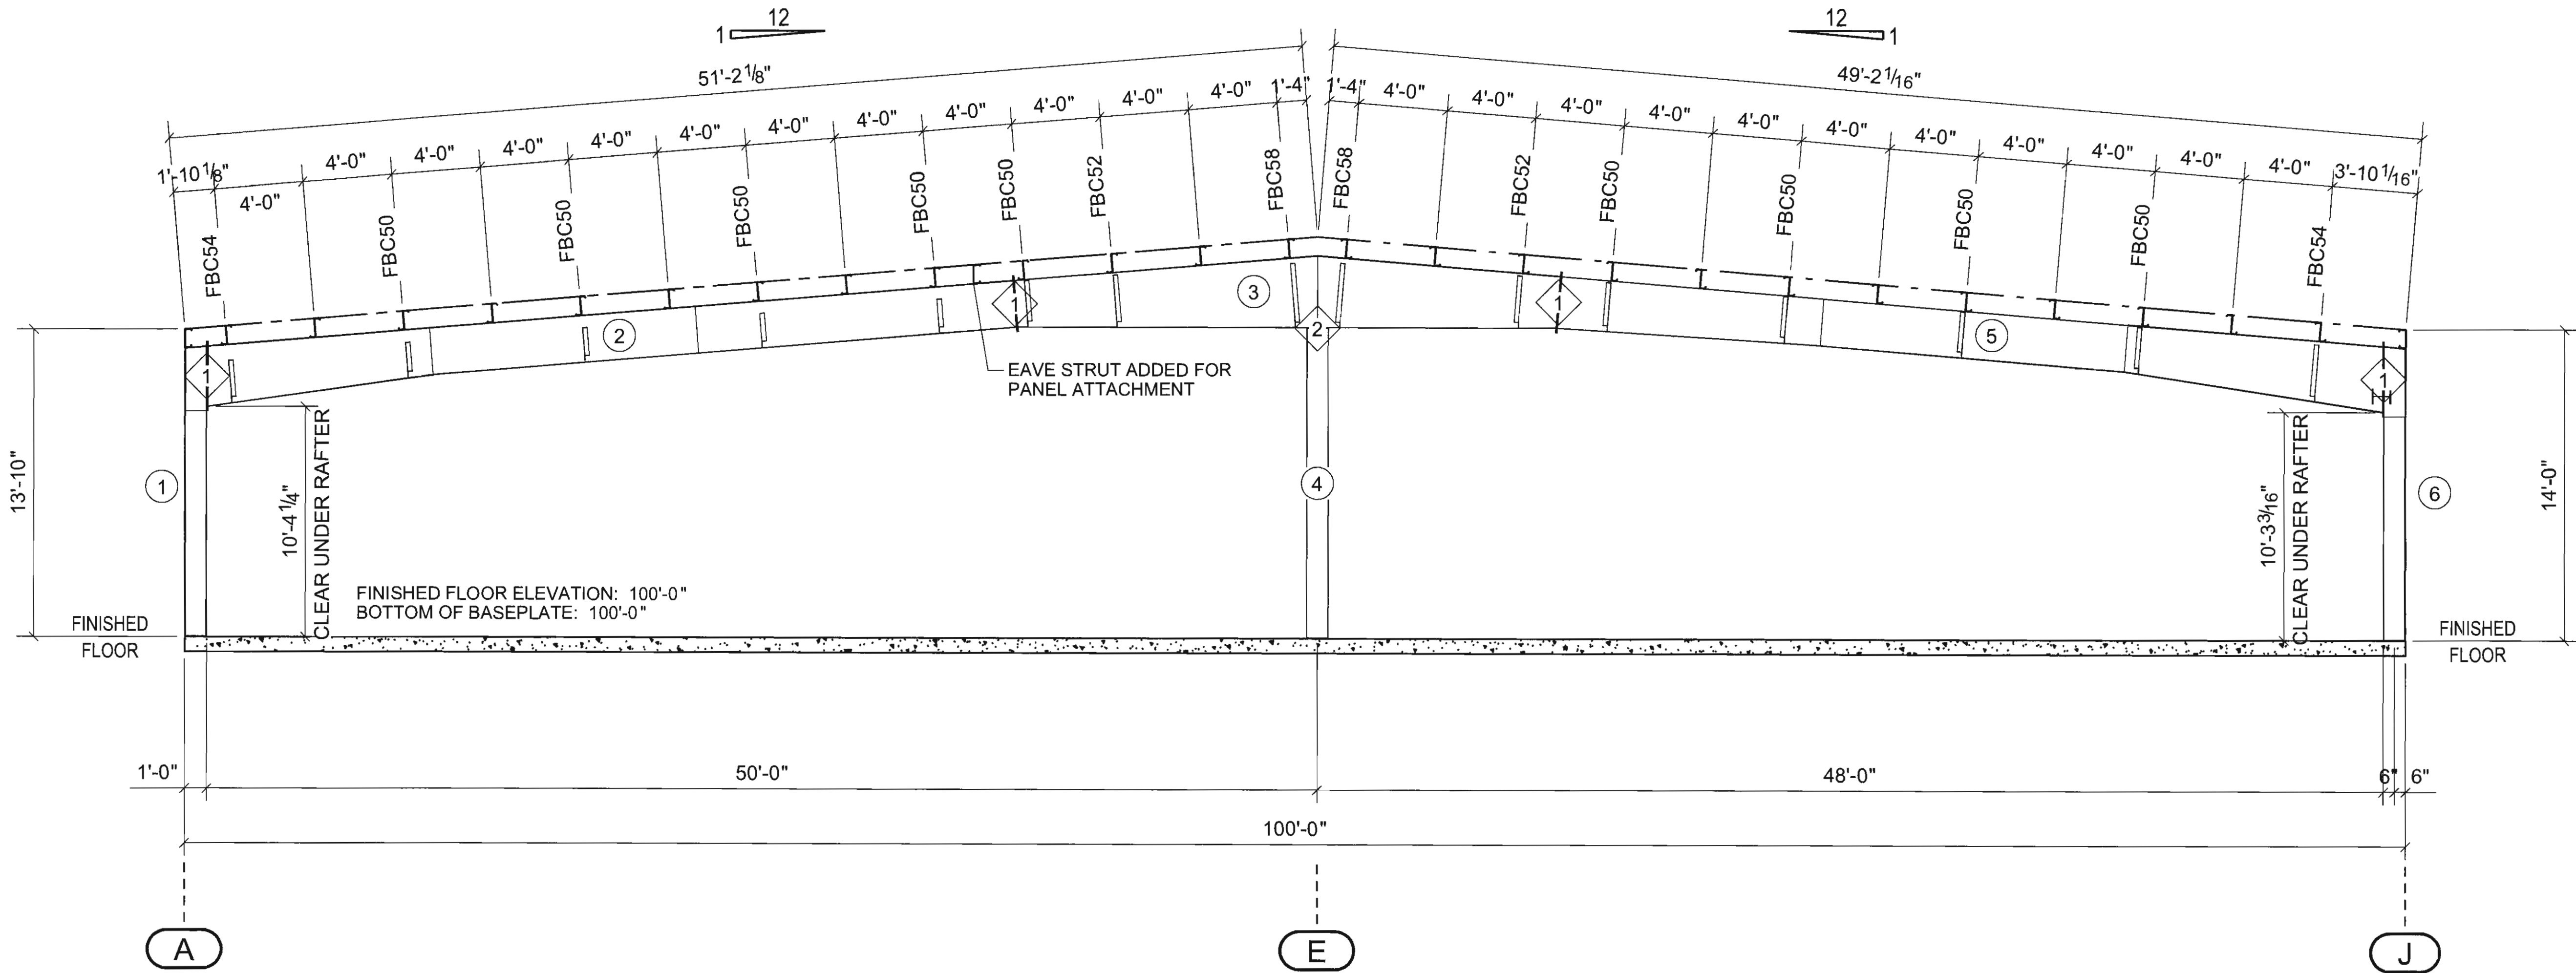 12
1
12
1
51'-2 1/8"
49'-2 1/16"
1'-10 1/8"
4'-0"
4'-0"
4'-0"
4'-0"
4'-0"
4'-0"
4'-0"
4'-0"
4'-0"
4'-0"
4'-0"
4'-0"
1'-4"
1'-4"
4'-0"
4'-0"
4'-0"
4'-0"
4'-0"
4'-0"
4'-0"
4'-0"
4'-0"
4'-0"
4'-0"
3'-10 1/16"
FBC54
FBC50
FBC50
FBC50
FBC50
FBC50
FBC52
FBC58
FBC58
FBC52
FBC50
FBC50
FBC50
FBC50
FBC54
1
2
1
3
2
1
5
1
EAVE STRUT ADDED FOR
PANEL ATTACHMENT
13'-10"
1
10'-4 1/4"
CLEAR UNDER RAFTER
4
10'-3 3/16"
CLEAR UNDER RAFTER
6
14'-0"
FINISHED FLOOR ELEVATION: 100'-0"
BOTTOM OF BASEPLATE: 100'-0"
FINISHED
FLOOR
FINISHED
FLOOR
1'-0"
50'-0"
48'-0"
6"
6"
100'-0"
A
E
J